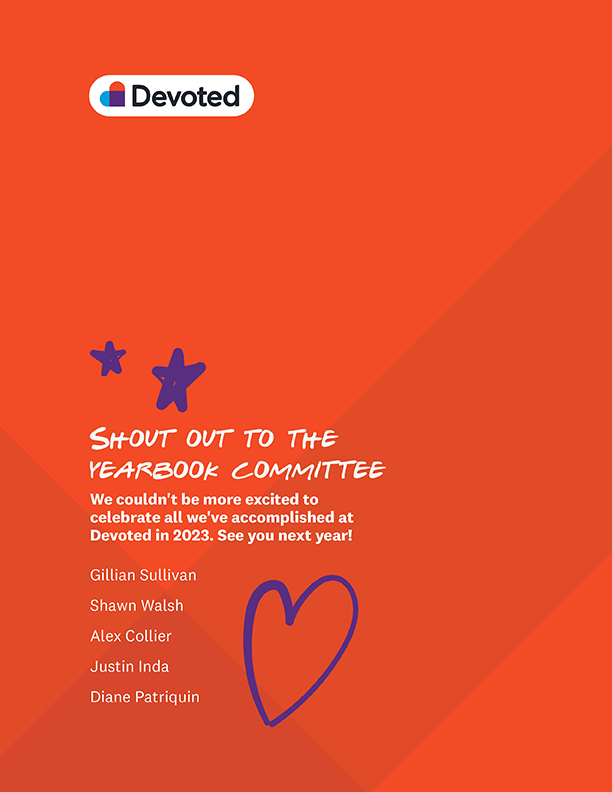 Devoted
SHOUT OUT TO THE
YEARBOOK COMMITTEE
We couldn't be more excited to
celebrate all we've accomplished at
Devoted in 2023. See you next year!
Gillian Sullivan
Shawn Walsh
Alex Collier
Justin Inda
Diane Patriquin